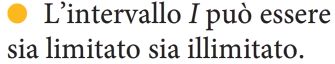 ● L'intervallo I può essere
sia limitato sia illimitato.